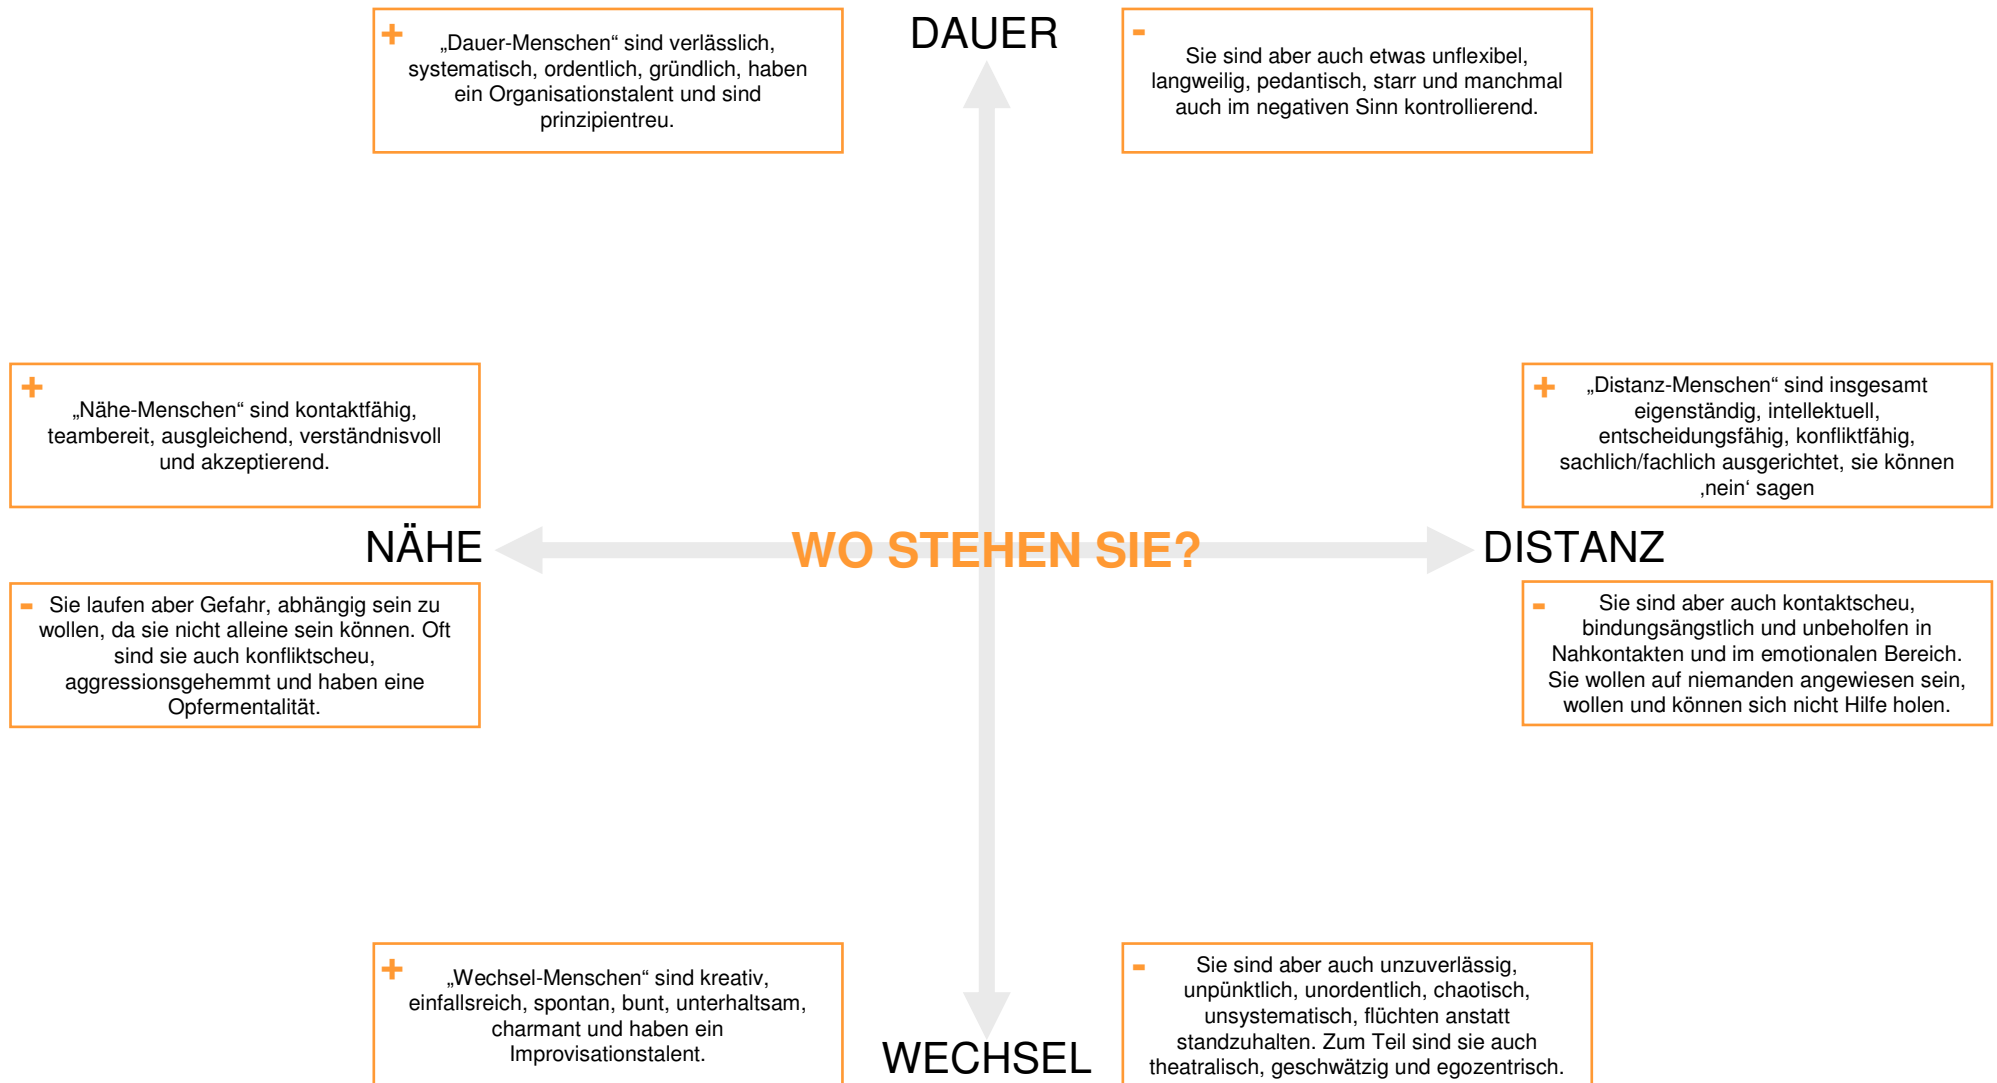 DAUER
+
„Dauer-Menschen“ sind verlässlich,
systematisch, ordentlich, gründlich, haben
ein Organisationstalent und sind
prinzipientreu.
-
Sie sind aber auch etwas unflexibel,
langweilig, pedantisch, starr und manchmal
auch im negativen Sinn kontrollierend.
+
„Nähe-Menschen“ sind kontaktfähig,
teambereit, ausgleichend, verständnisvoll
und akzeptierend.
+
„Distanz-Menschen“ sind insgesamt
eigenständig, intellektuell,
entscheidungsfähig, konfliktfähig,
sachlich/fachlich ausgerichtet, sie können
‚nein‘ sagen
NÄHE
WO STEHEN SIE?
DISTANZ
-
Sie laufen aber Gefahr, abhängig sein zu
wollen, da sie nicht alleine sein können. Oft
sind sie auch konfliktscheu,
aggressionsgehemmt und haben eine
Opfermentalität.
-
Sie sind aber auch kontaktscheu,
bindungsängstlich und unbeholfen in
Nahkontakten und im emotionalen Bereich.
Sie wollen auf niemanden angewiesen sein,
wollen und können sich nicht Hilfe holen.
+
„Wechsel-Menschen“ sind kreativ,
einfallsreich, spontan, bunt, unterhaltsam,
charmant und haben ein
Improvisationstalent.
WECHSEL
-
Sie sind aber auch unzuverlässig,
unpünktlich, unordentlich, chaotisch,
unsystematisch, flüchten anstatt
standzuhalten. Zum Teil sind sie auch
theatralisch, geschwätzig und egozentrisch.